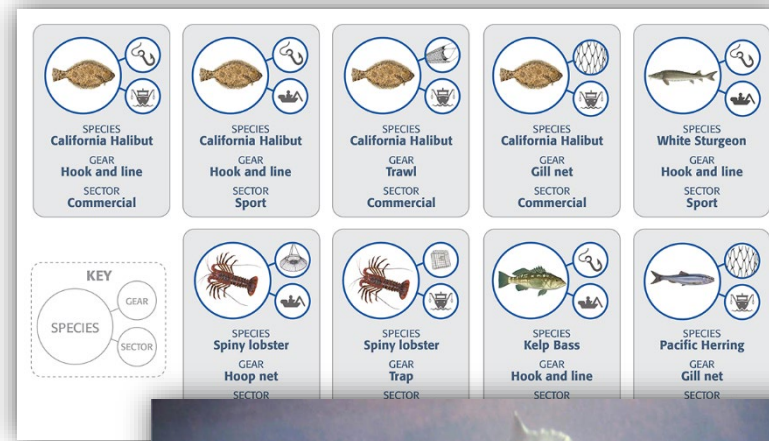 SPECIES
California Halibut
GEAR
Hook and line
SECTOR
Commercial
SPECIES
California Halibut
GEAR
Hook and line
SECTOR
Sport
SPECIES
California Halibut
GEAR
Trawl
SECTOR
Commercial
SPECIES
California Halibut
GEAR
Gill net
SECTOR
Commercial
SPECIES
White Sturgeon
GEAR
Hook and line
SECTOR
Sport
KEY
SPECIES
GEAR
SECTOR
SPECIES
Spiny lobster
GEAR
Hoop net
SECTOR
SPECIES
Spiny lobster
GEAR
Trap
SECTOR
SPECIES
Kelp Bass
GEAR
Hook and line
SECTOR
SPECIES
Pacific Herring
GEAR
Gill net
SECTOR